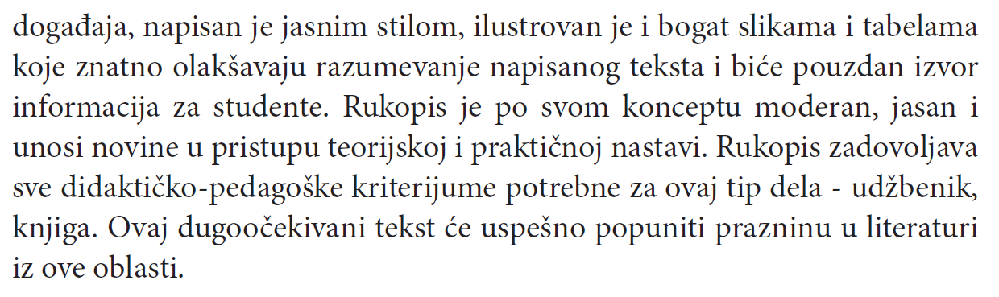 događaja, napisan je jasnim stilom, ilustrovan je i bogat slikama i tabelama
koje znatno olakšavaju razumevanje napisanog teksta i biće pouzdan izvor
informacija za studente. Rukopis je po svom konceptu moderan, jasan i
unosi novine u pristupu teorijskoj i praktičnoj nastavi. Rukopis zadovoljava
sve didaktičko-pedagoške kriterijume potrebne za ovaj tip dela - udžbenik,
knjiga. Ovaj dugoočekivani tekst će uspešno popuniti prazninu u literaturi
iz ove oblasti.